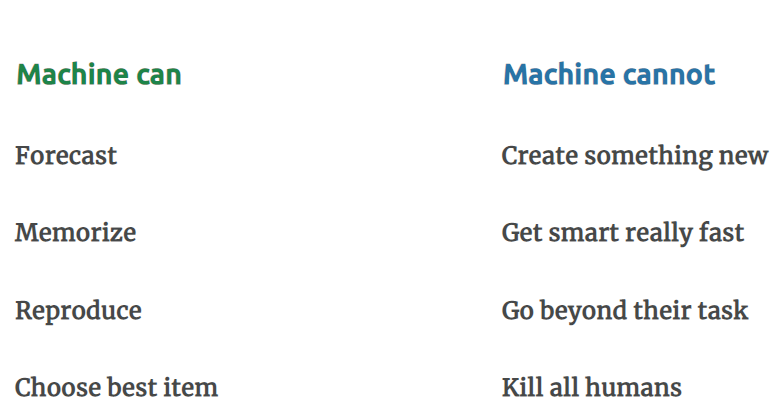 Machine can
Machine cannot
Forecast
Create something new
Memorize
Get smart really fast
Reproduce
Go beyond their task
Choose best item
Kill all humans